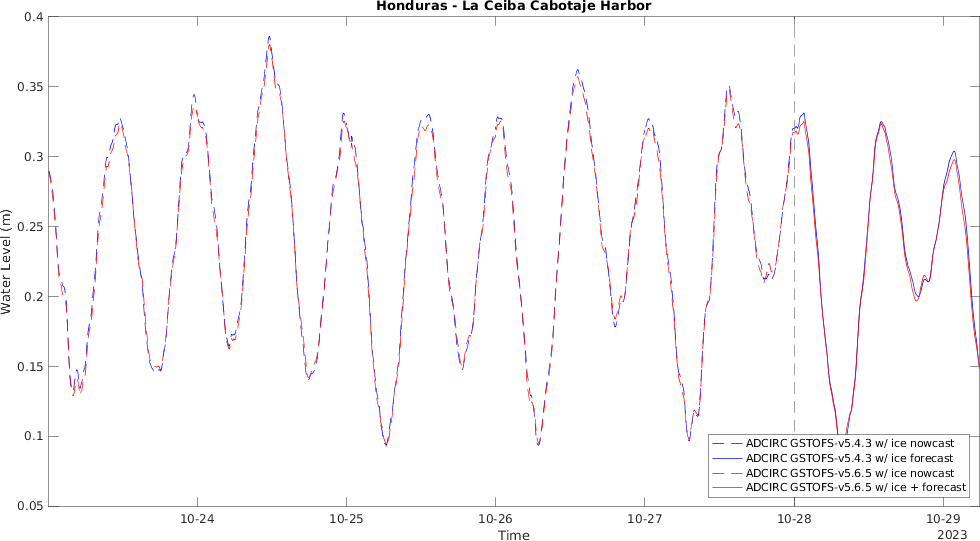 Honduras - La Ceiba Cabotaje Harbor
0.4
0.35
0.3
0.25
0.2
0.15
0.1
0.05
Water Level (m)
ADCIRC GSTOFS-v5.4.3 w/ ice nowcast
ADCIRC GSTOFS-v5.4.3 w/ ice forecast
ADCIRC GSTOFS-v5.6.5 w/ ice nowcast
ADCIRC GSTOFS-v5.6.5 w/ ice + forecast
10-24 10-25 10-26 10-27 10-28 10-29
2023
Time